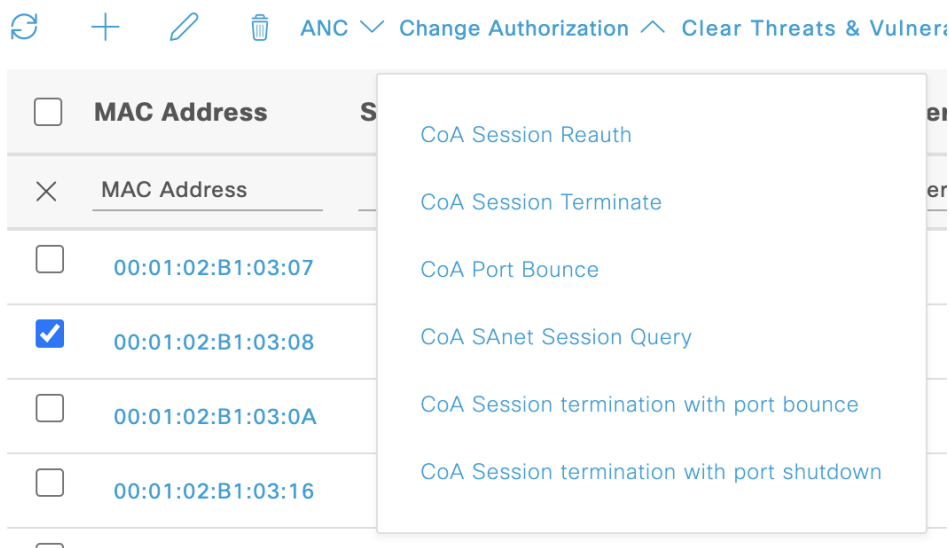 ANC Change Authorization Clear Threats &
MAC Address
MAC Address
00:01:02:B1:03:07
00:01:02:B1:03:08
00:01:02:B1:03:0A
00:01:02:B1:03:16
CoA Session Reauth
CoA Session Terminate
CoA Port Bounce
CoA SAnet Session Query
CoA Session termination with port bounce
CoA Session termination with port shutdown